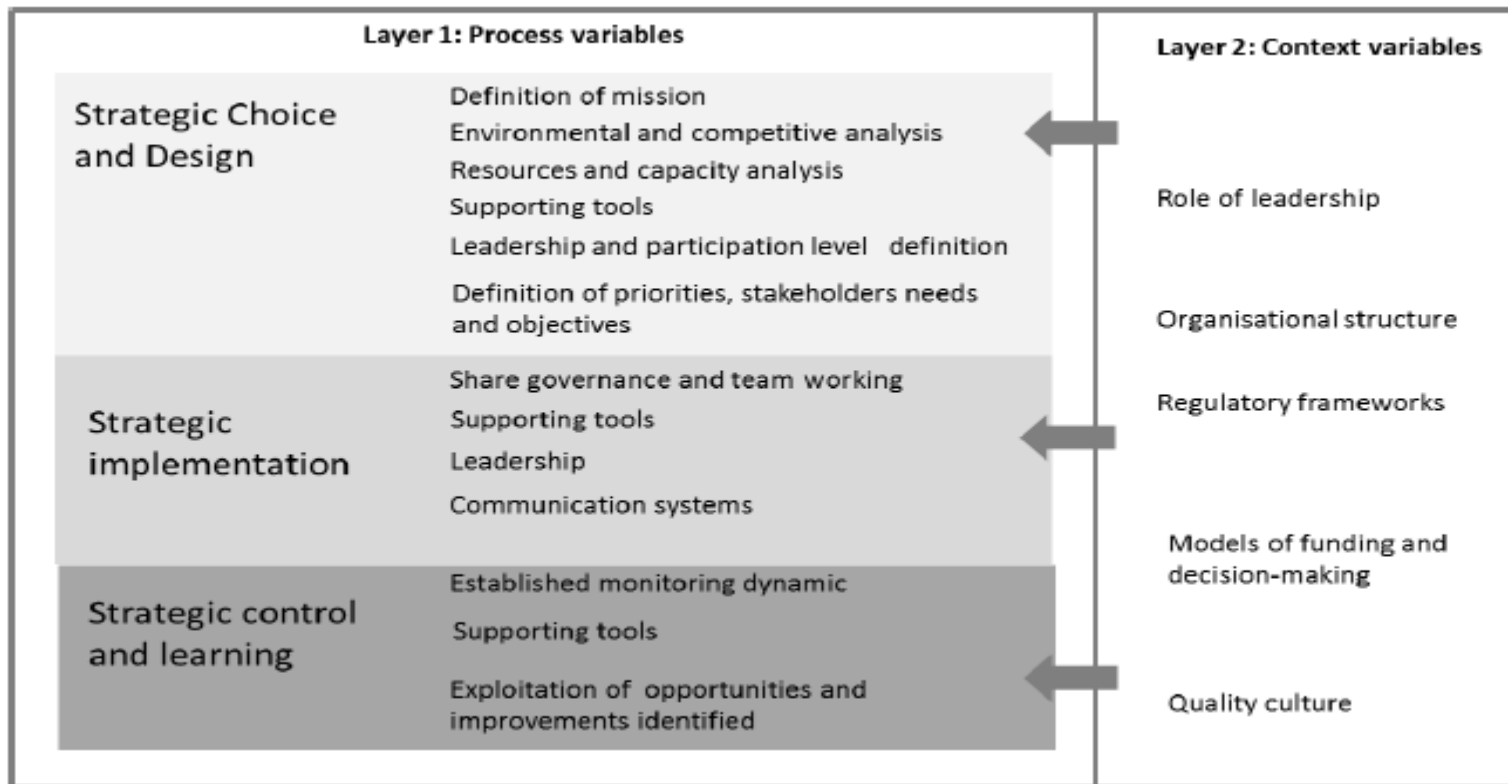 Layer 1: Process variables
Strategic Choice
and Design
Definition of mission
Environmental and competitive analysis
Resources and capacity analysis
Supporting tools
Leadership and participation level definition
Definition of priorities, stakeholders needs
and objectives
Strategic
implementation
Share governance and team working
Supporting tools
Leadership
Communication systems
Strategic control
and learning
Established monitoring dynamic
Supporting tools
Exploitation of opportunities and
improvements identified
Layer 2: Context variables
Role of leadership
Organisational structure
Regulatory frameworks
Models of funding and
decision-making
Quality culture